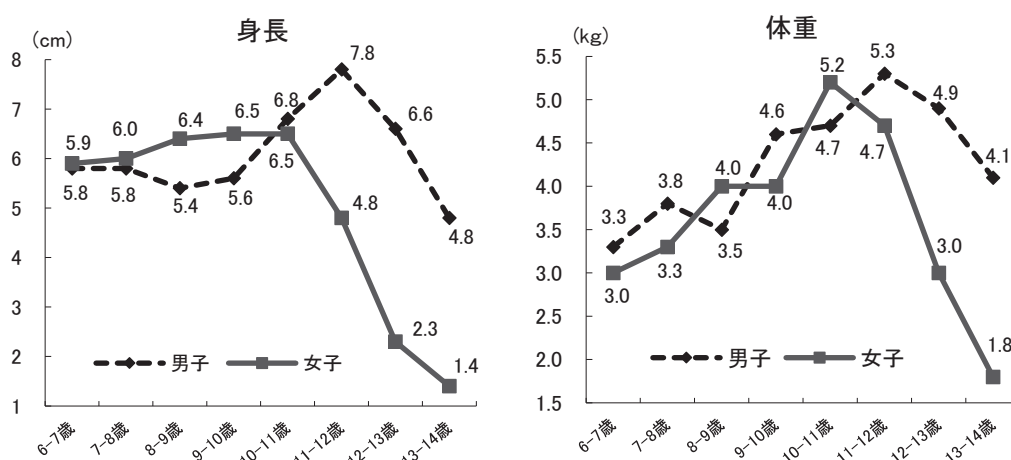 身長
(cm)
8
7
6
5
4
3
2
1
7.8
6.8
6.6
6.5
6.4
6.0
5.9
5.8
5.8
5.4
5.6
6.5
4.8
4.8
2.3
1.4
男子
女子
6-7歳
7-8歳
8-9歳
9-10歳
10-11歳
11-12歳
12-13歳
13-14歳
体重
(kg)
5.5
5.0
4.5
4.0
3.5
3.0
2.5
2.0
1.5
5.3
5.2
4.9
4.6
4.7
4.7
4.1
4.0
4.0
3.8
3.3
3.5
3.3
3.0
3.0
1.8
男子
女子
6-7歳
7-8歳
8-9歳
9-10歳
10-11歳
11-12歳
12-13歳
13-14歳